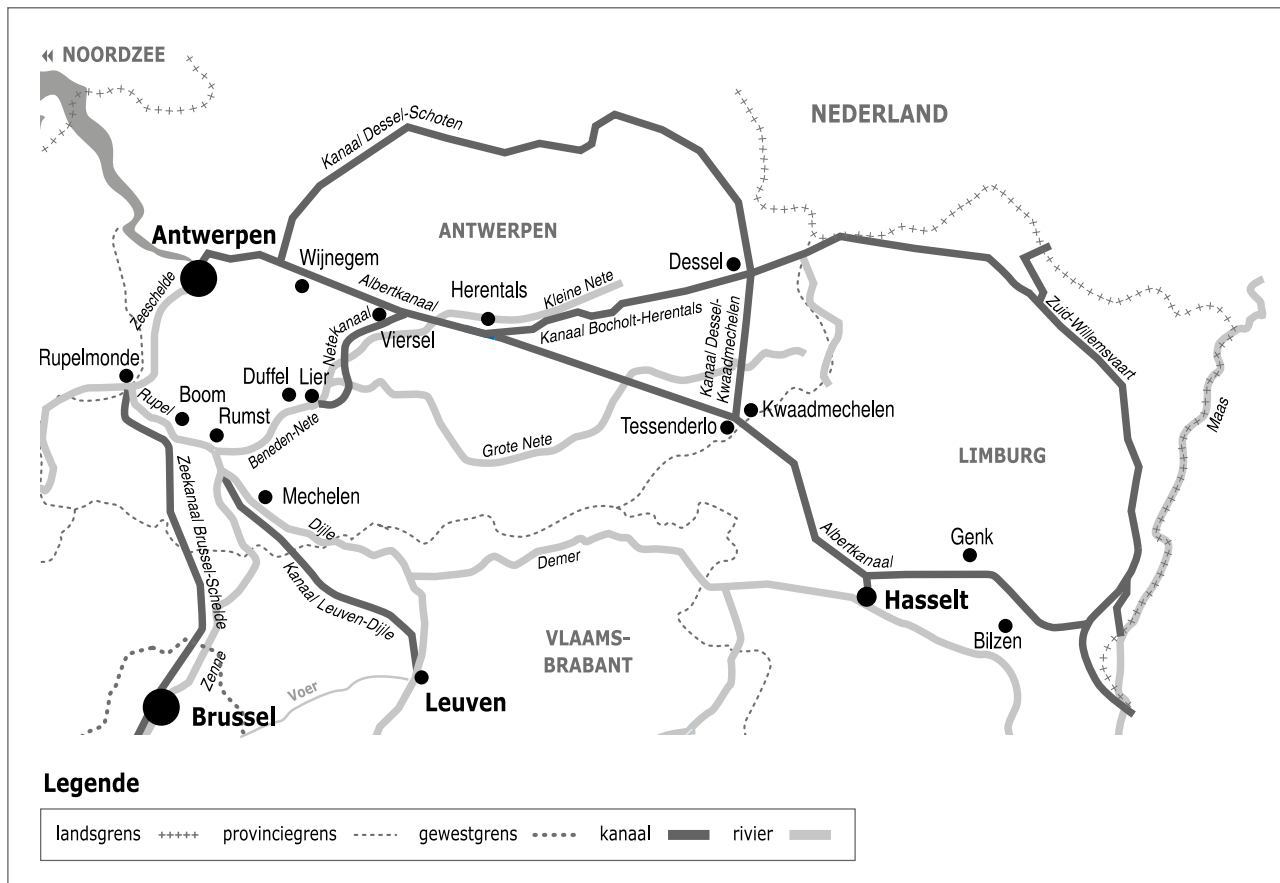 NOORDZEE
NEDERLAND
Kanaal Dessel-Schoten
ANTWERPEN
Antwerpen
Wijnegem
Dessel
Albertkanaal
Herentals
Kleine Nete
Zeeschelde
Netekanaal
Viersel
Kanaal Bocholt-Herentals
Kanaal Dessel-
Kwaadmechelen
Zuid-Willemsvaart
Rupelmonde
Duffel
Lier
Rupel
Boom
Rumst
Beneden-Nete
Grote Nete
Tessenderlo
Kwaadmechelen
Maas
LIMBURG
Zeekanaal Brussel-Schelde
Mechelen
Dijle
Demer
Albertkanaal
Genk
Kanaal Leuven-Dijle
Hasselt
Bilzen
VLAAMS-
BRABANT
Zenne
Voer
Leuven
Brussel
Legende
landsgrens
provinciegrens
gewestgrens
kanaal
rivier